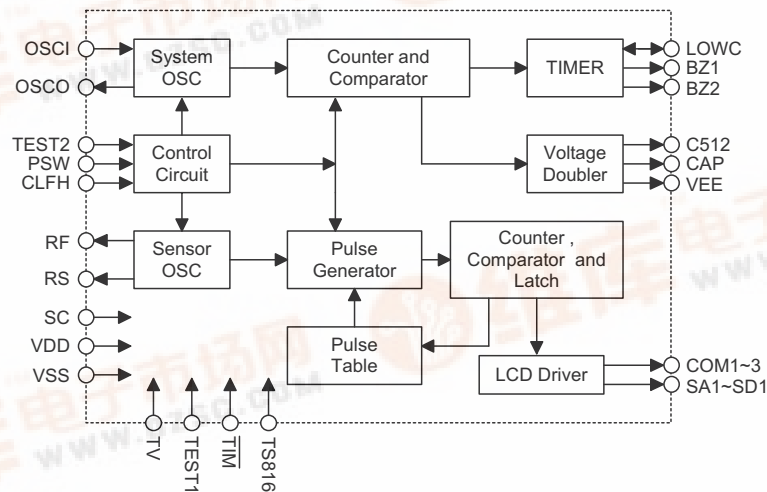 OSCI
OSCO
System
OSC
Counter and
Comparator
TIMER
LOWC
BZ1
BZ2
TEST2
PSW
CLFH
Control
Circuit
Voltage
Doubler
C512
CAP
VEE
RF
RS
Sensor
OSC
Pulse
Generator
Counter ,
Comparator and
Latch
SC
VDD
VSS
Pulse
Table
LCD Driver
COM1~3
SA1~SD1
TV
TEST1
TIM
TS816